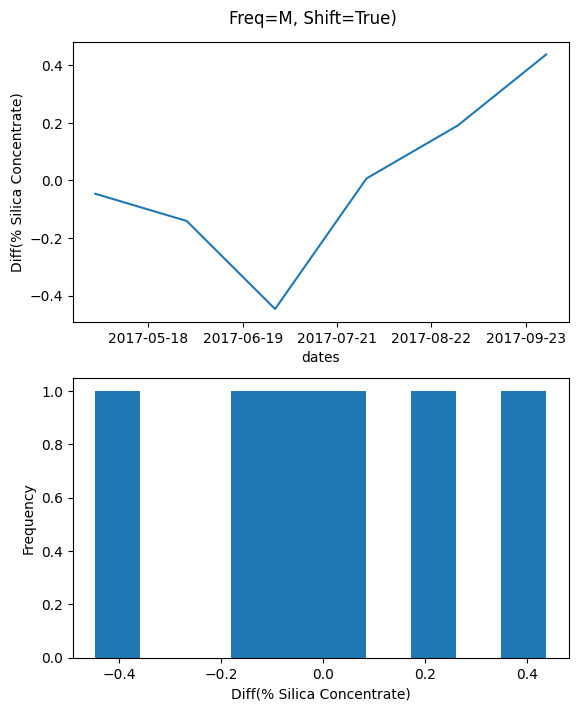 Freq=M, Shift=True)
Diff(% Silica Concentrate)
0.4
0.2
0.0
−0.2
−0.4
2017-05-18 2017-06-19 2017-07-21 2017-08-22 2017-09-23
dates
Frequency
1.0
0.8
0.6
0.4
0.2
0.0
−0.4 −0.2 0.0 0.2 0.4
Diff(% Silica Concentrate)